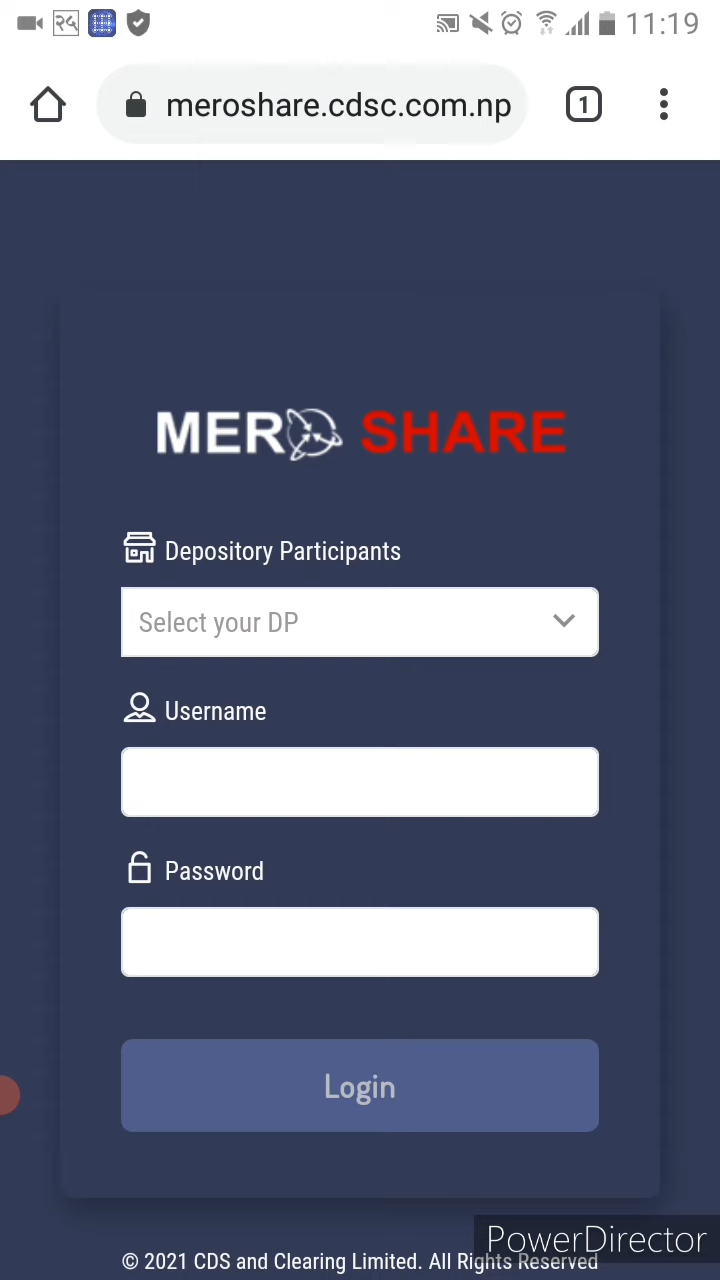 २५ 11:19
meroshare.cdsc.com.np 1
MERO SHARE
Depository Participants
Select your DP
Username
Password
Login
PowerDirector
© 2021 CDS and Clearing Limited. All Rights Reserved